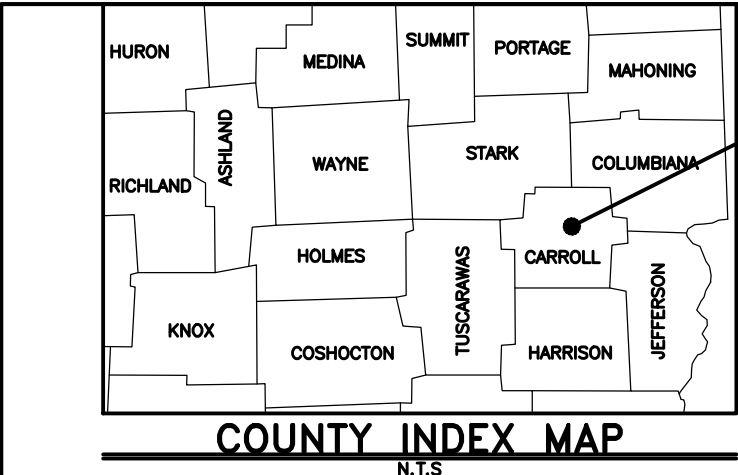 HURON
MEDINA
SUMMIT
PORTAGE
MAHONING
ASHLAND
RICHLAND
WAYNE
STARK
COLUMBIANA
HOLMES
TUSCARAWAS
CARROLL
JEFFERSON
KNOX
COSHOCTON
HARRISON
COUNTY INDEX MAP
N.T.S